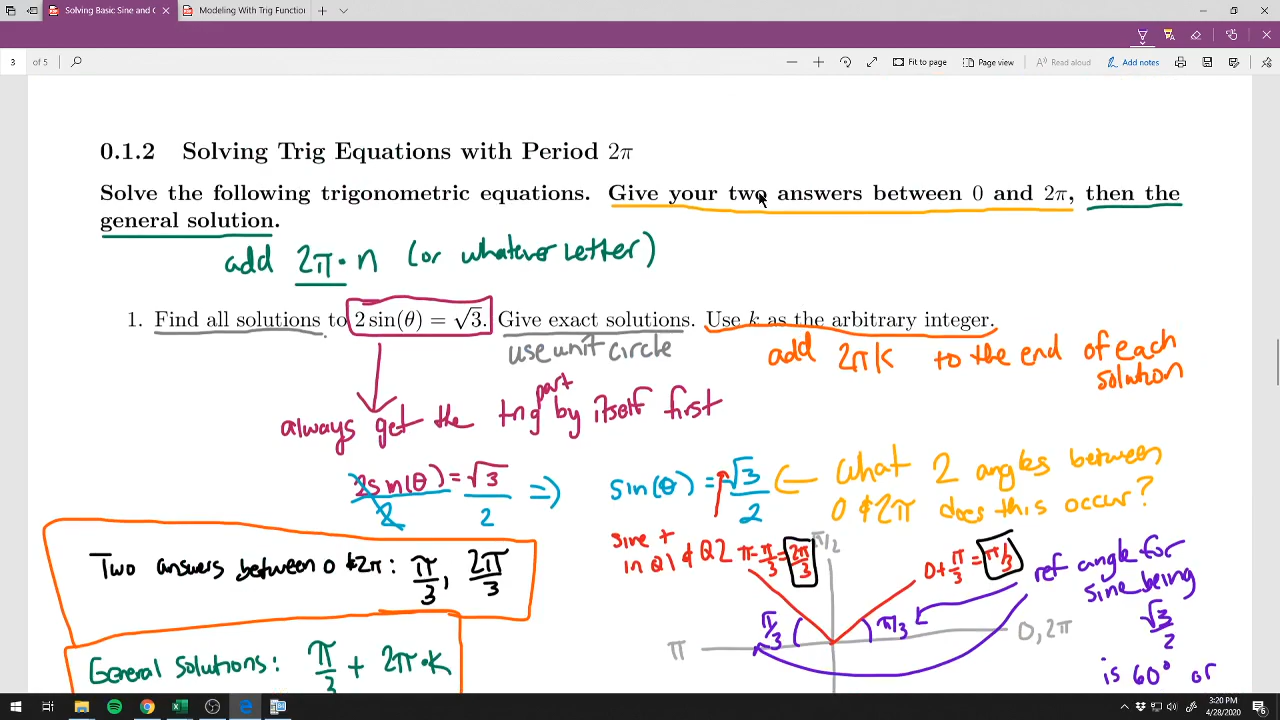 Solving Basic Sine and C
Modeling With Trig Function
3 of 5
Fit to page
Page view
Read aloud
Add notes
0.1.2 Solving Trig Equations with Period 2π
Solve the following trigonometric equations. Give your two answers between 0 and 2π, then the
general solution.
add 2π·n (or whatever letter)
1. Find all solutions to 2 sin(θ) = √3. Give exact solutions. Use k as the arbitrary integer.
use unit circle
add 2πk to the end of each
solution
always get the trig part by itself first
2sin(θ)/2 = √3/2 => sin(θ) = √3/2
what 2 angles between
0 & 2π does this occur?
sine +
in Q1 & Q2
π - π/3 = 2π/3
π/2
0 + π/3 = π/3
ref angle for
sine being
√3/2
is 60° or
π/3
π/3
π
0, 2π
Two answers between 0 & 2π: π/3, 2π/3
General Solutions: π/3 + 2π·k
3:20 PM
4/28/2020